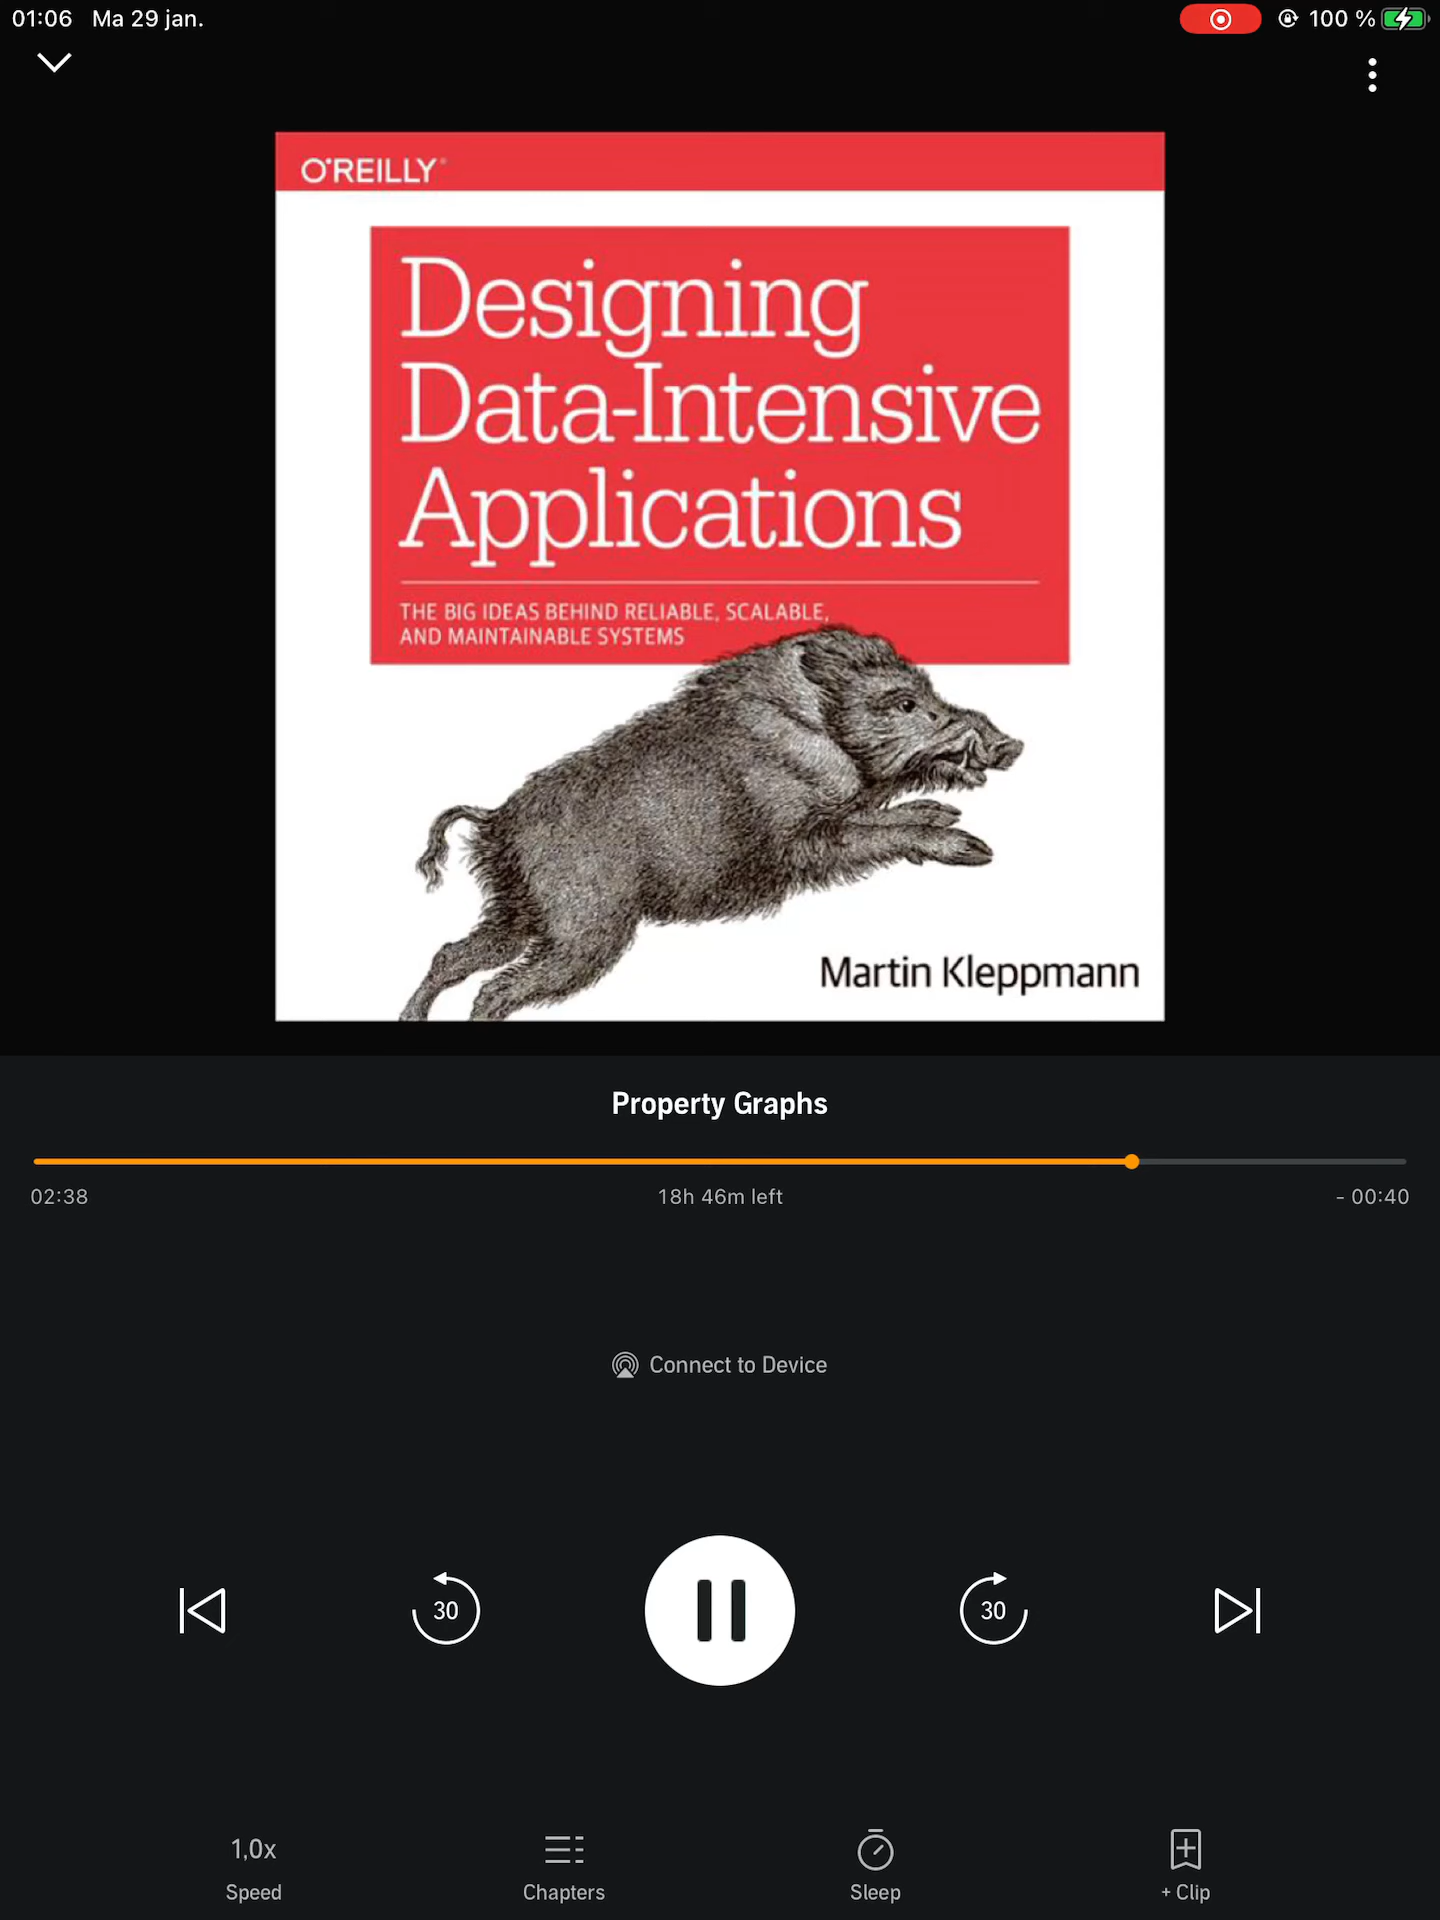 01:06 Ma 29 jan.
100 %
O'REILLY
Designing
Data-Intensive
Applications
THE BIG IDEAS BEHIND RELIABLE, SCALABLE,
AND MAINTAINABLE SYSTEMS
Martin Kleppmann
Property Graphs
02:38 18h 46m left - 00:40
Connect to Device
30 30
1,0x
Speed Chapters Sleep + Clip